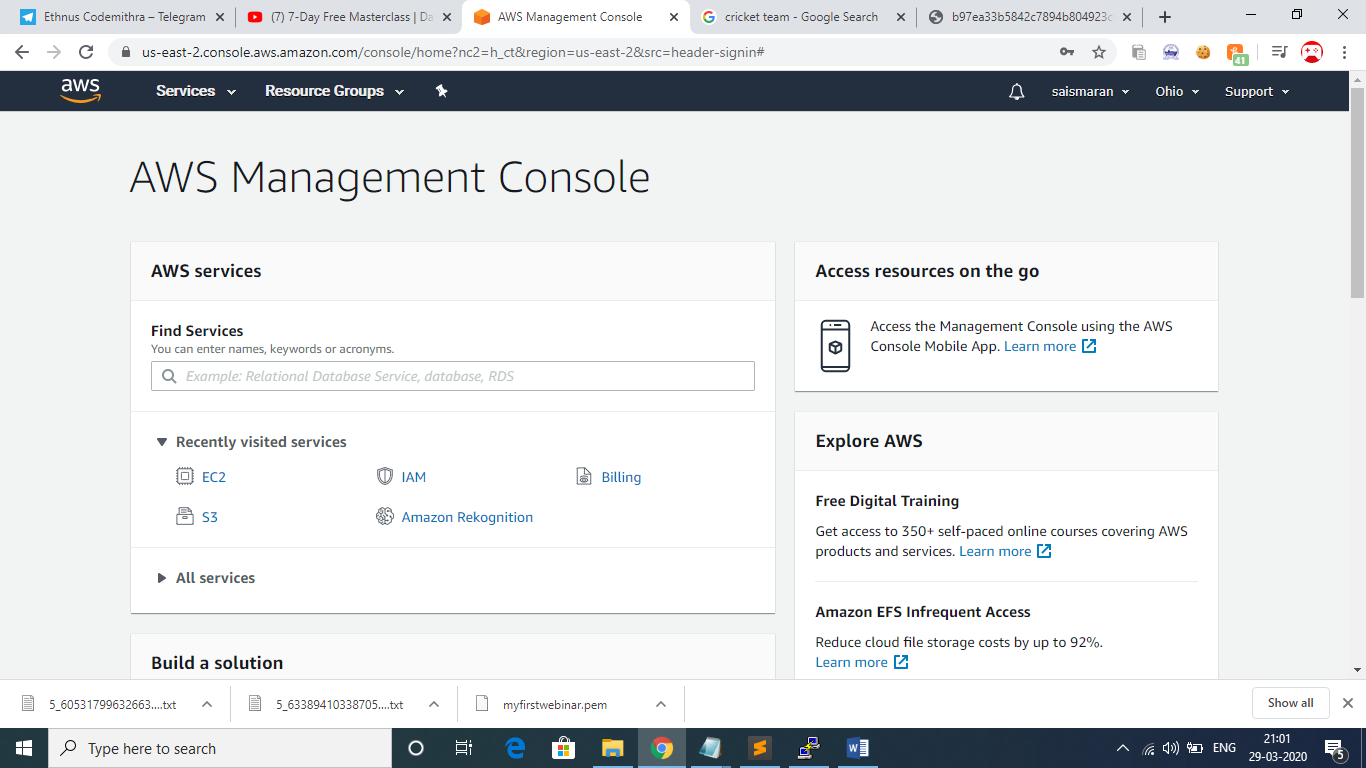 Ethnus Codemithra – Telegram
(7) 7-Day Free Masterclass | Da
AWS Management Console
cricket team - Google Search
b97ea33b5842c7894b804923c
us-east-2.console.aws.amazon.com/console/home?nc2=h_ct&region=us-east-2&src=header-signin#
41
aws
Services
Resource Groups
saismaran
Ohio
Support
AWS Management Console
AWS services
Find Services
You can enter names, keywords or acronyms.
Example: Relational Database Service, database, RDS
Recently visited services
EC2
IAM
Billing
S3
Amazon Rekognition
All services
Build a solution
Access resources on the go
Access the Management Console using the AWS
Console Mobile App. Learn more
Explore AWS
Free Digital Training
Get access to 350+ self-paced online courses covering AWS
products and services. Learn more
Amazon EFS Infrequent Access
Reduce cloud file storage costs by up to 92%.
Learn more
5_60531799632663....txt
5_63389410338705....txt
myfirstwebinar.pem
Show all
Type here to search
ENG
21:01
29-03-2020
5